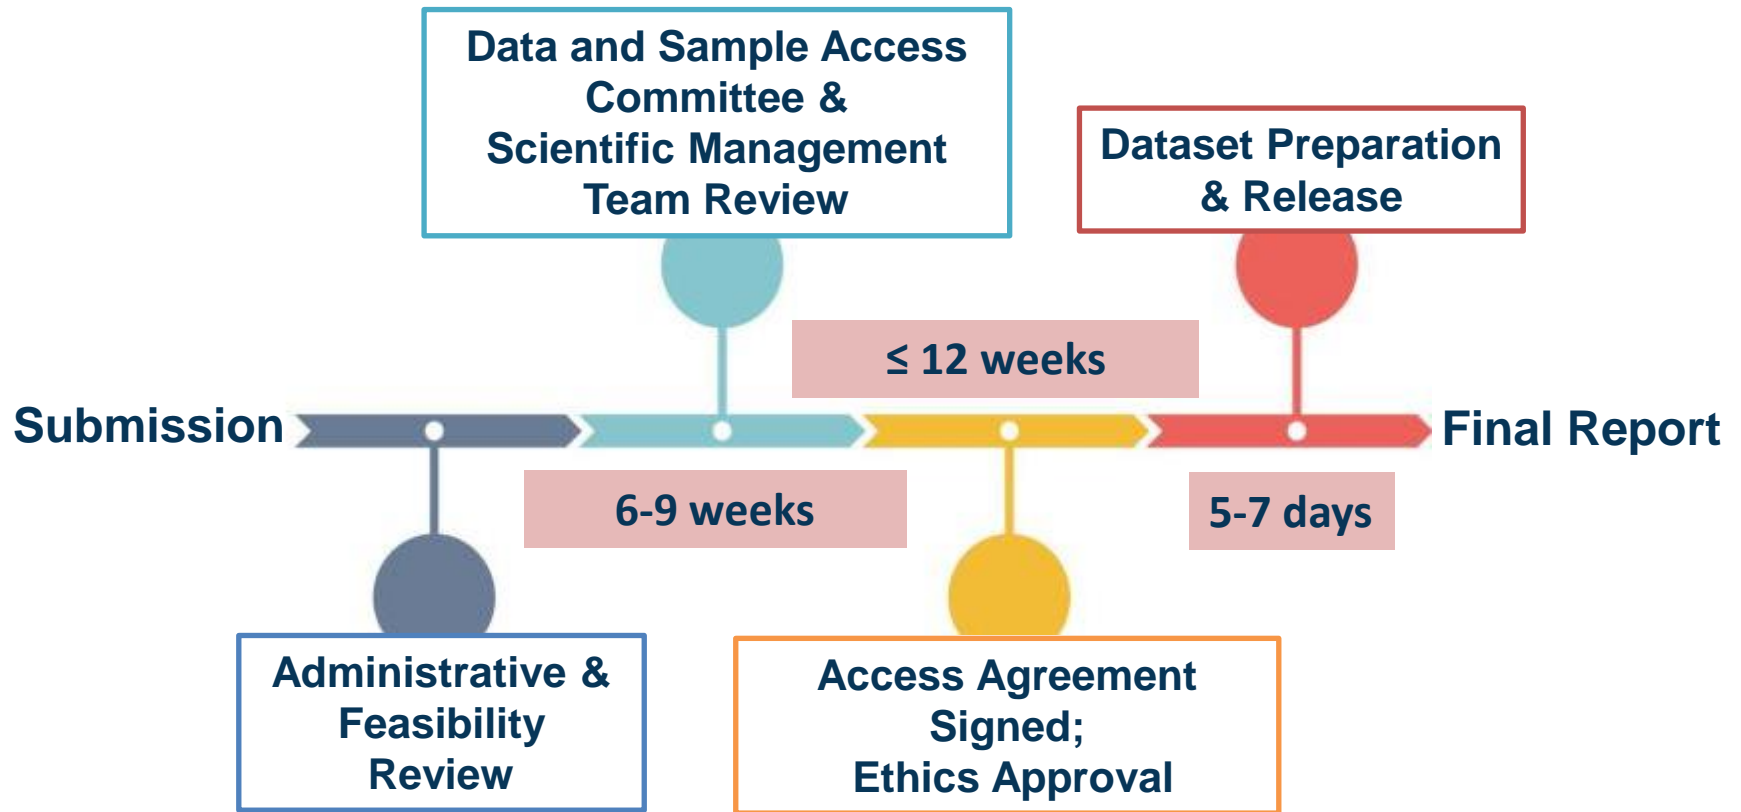 Data and Sample Access
Committee &
Scientific Management
Team Review
Dataset Preparation
& Release
≤ 12 weeks
Submission
Final Report
6-9 weeks
5-7 days
Administrative &
Feasibility
Review
Access Agreement
Signed;
Ethics Approval